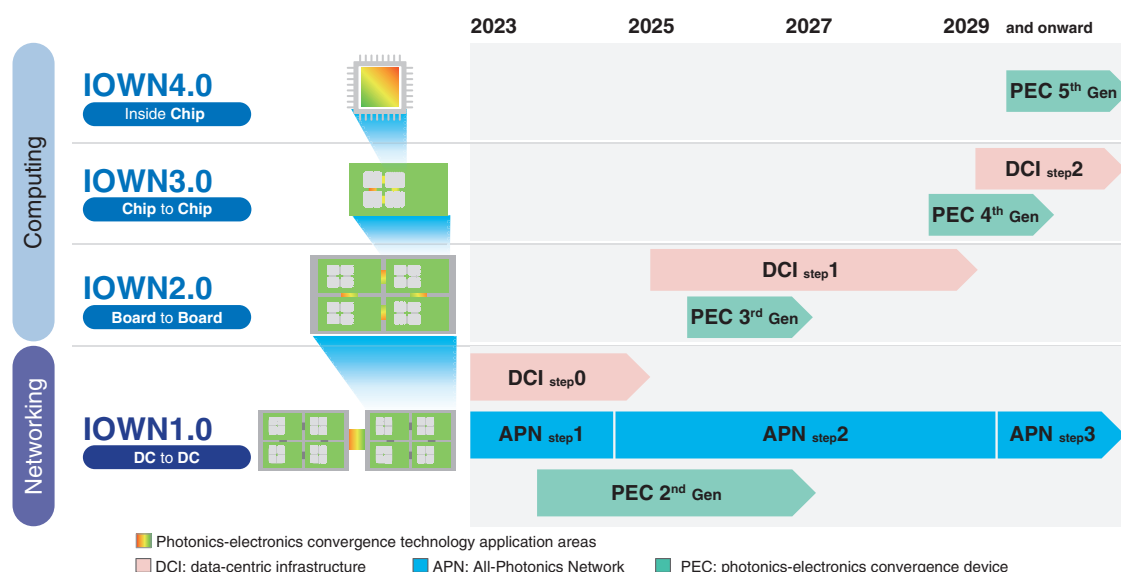 2023 2025 2027 2029 and onward
Computing
IOWN4.0
Inside Chip
PEC 5th Gen
IOWN3.0
Chip to Chip
DCI step2
PEC 4th Gen
IOWN2.0
Board to Board
DCI step1
PEC 3rd Gen
Networking
IOWN1.0
DC to DC
DCI step0
APN step1 APN step2 APN step3
PEC 2nd Gen
Photonics-electronics convergence technology application areas
DCI: data-centric infrastructure APN: All-Photonics Network PEC: photonics-electronics convergence device